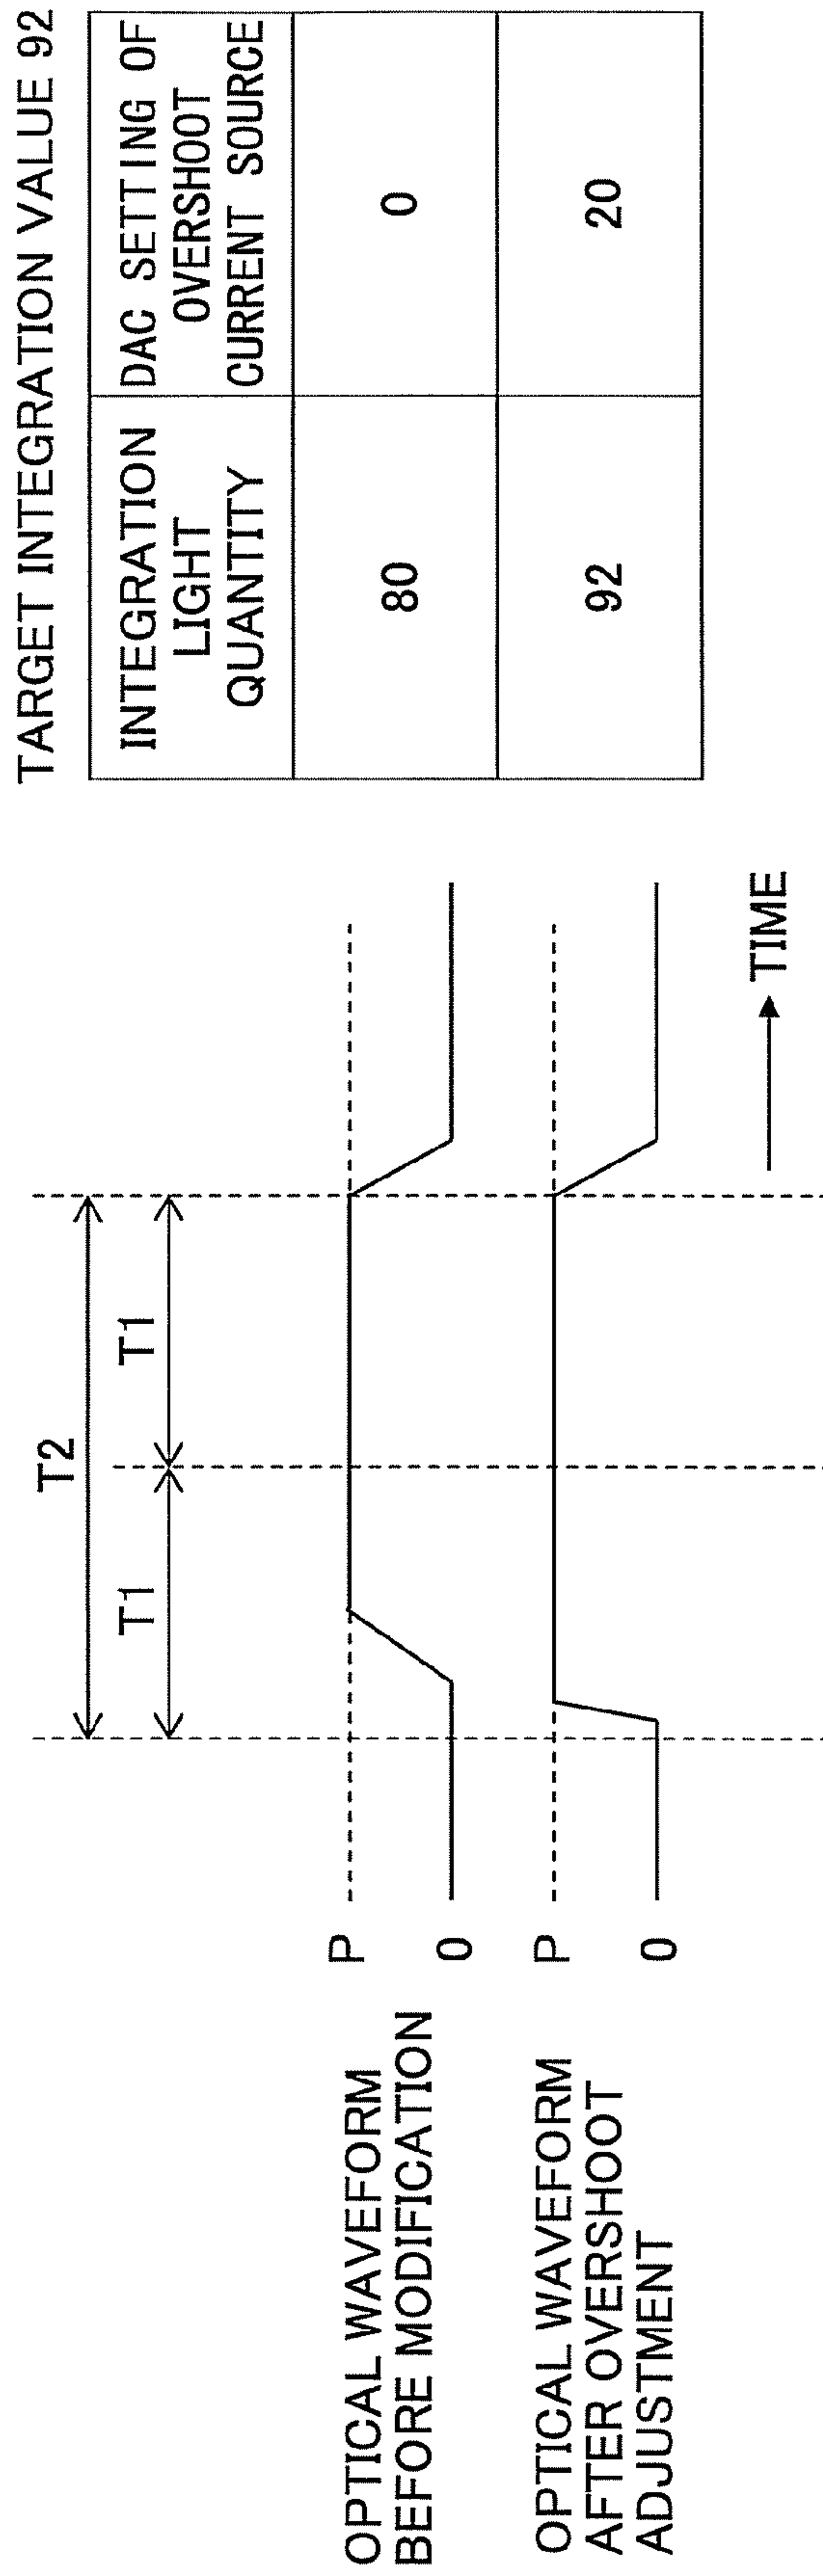 TARGET INTEGRATION VALUE 92
T2
T1
T1
INTEGRATION
LIGHT
QUANTITY
DAC SETTING OF
OVERSHOOT
CURRENT SOURCE
OPTICAL WAVEFORM
BEFORE MODIFICATION
P
0
80
0
OPTICAL WAVEFORM
AFTER OVERSHOOT
ADJUSTMENT
P
0
92
20
TIME